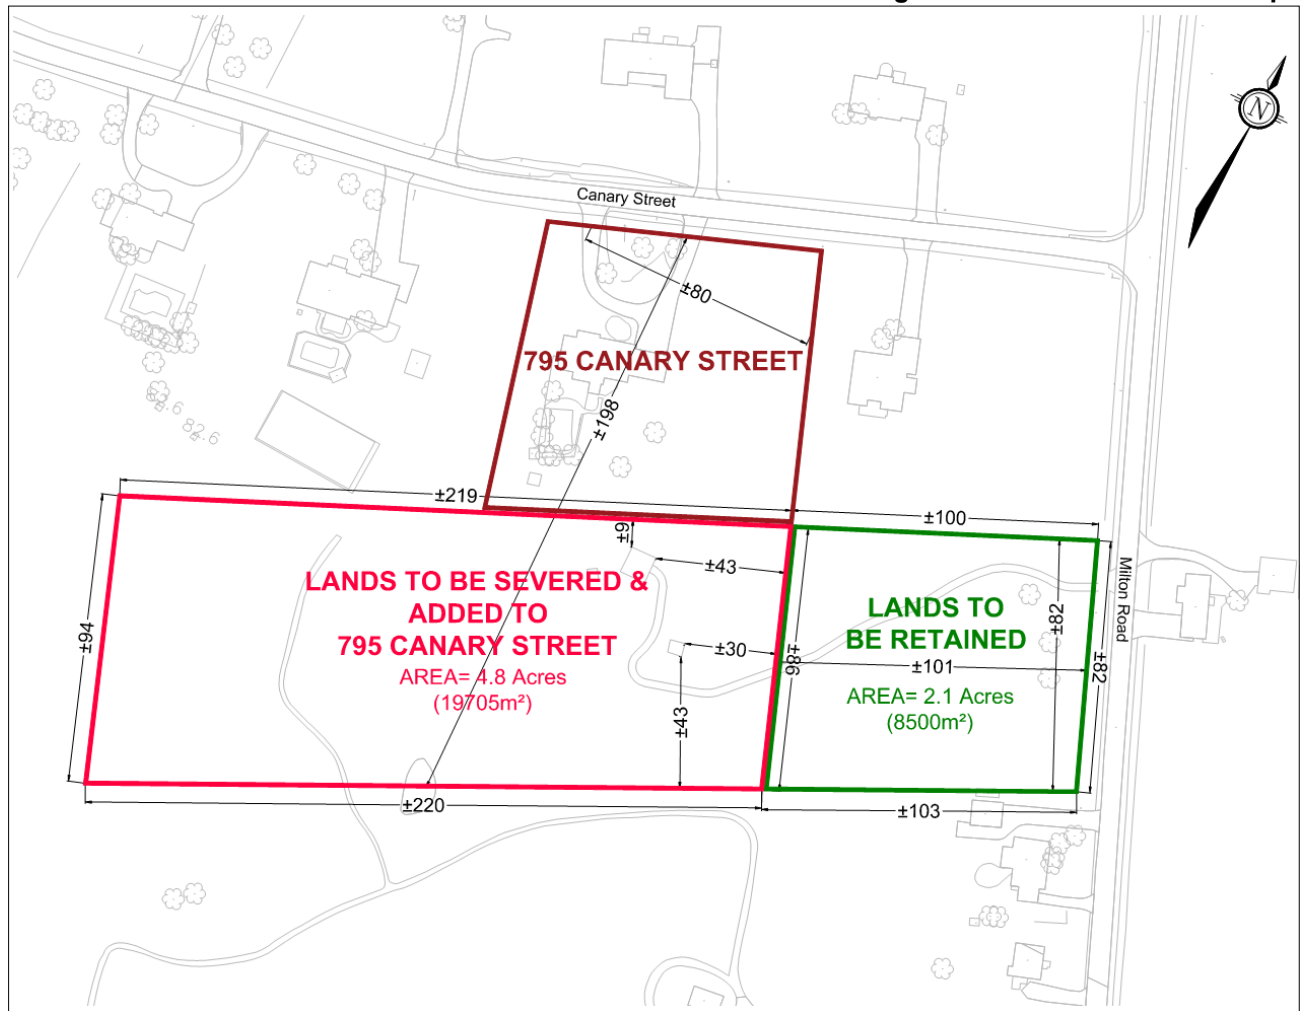 N
Canary Street
±80
795 CANARY STREET
±198
82.6
±219
±100
±9
±43
LANDS TO BE SEVERED &
ADDED TO
795 CANARY STREET
AREA= 4.8 Acres
(19705m²)
±94
±30
±43
±86
LANDS TO
BE RETAINED
±101
AREA= 2.1 Acres
(8500m²)
±82
±82
Milton Road
±220
±103